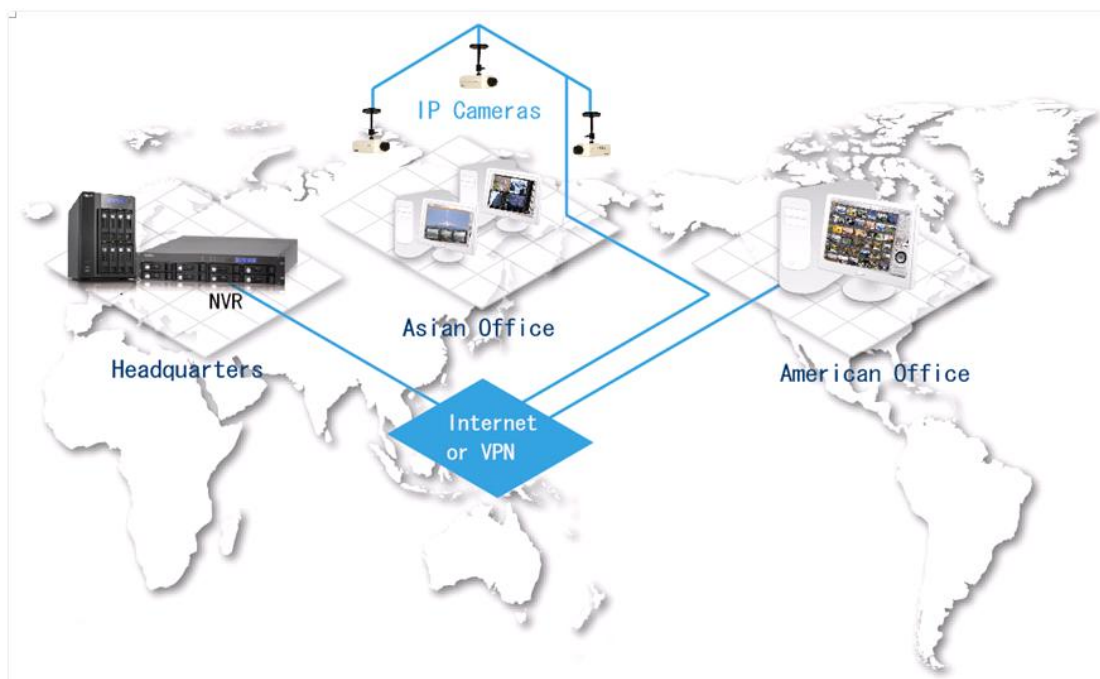 IP Cameras
NVR
Asian Office
Headquarters
American Office
Internet
or VPN